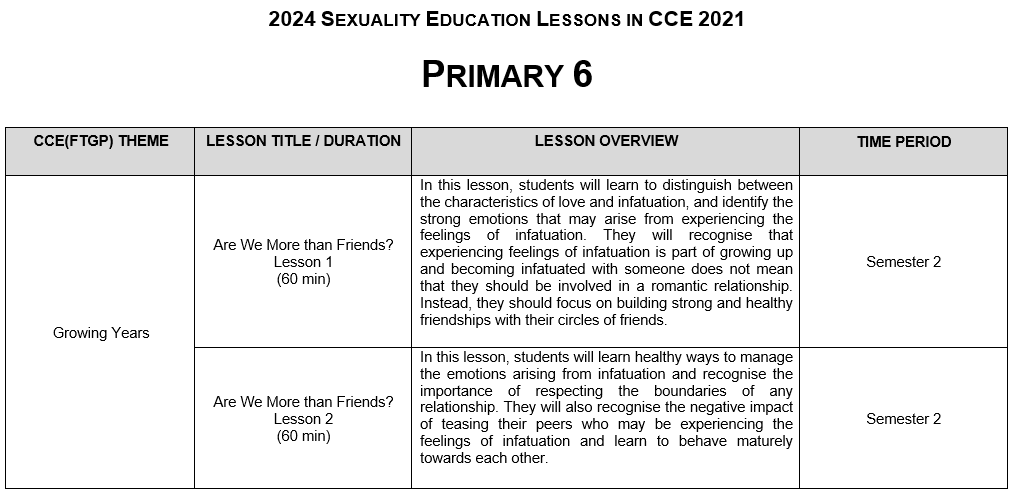 2024 SEXUALITY EDUCATION LESSONS IN CCE 2021
PRIMARY 6
CCE(FTGP) THEME
LESSON TITLE / DURATION
LESSON OVERVIEW
TIME PERIOD
Growing Years
Are We More than Friends?
Lesson 1
(60 min)
In this lesson, students will learn to distinguish between
the characteristics of love and infatuation, and identify the
strong emotions that may arise from experiencing the
feelings of infatuation. They will recognise that
experiencing feelings of infatuation is part of growing up
and becoming infatuated with someone does not mean
that they should be involved in a romantic relationship.
Instead, they should focus on building strong and healthy
friendships with their circles of friends.
Semester 2
Are We More than Friends?
Lesson 2
(60 min)
In this lesson, students will learn healthy ways to manage
the emotions arising from infatuation and recognise the
importance of respecting the boundaries of any
relationship. They will also recognise the negative impact
of teasing their peers who may be experiencing the
feelings of infatuation and learn to behave maturely
towards each other.
Semester 2